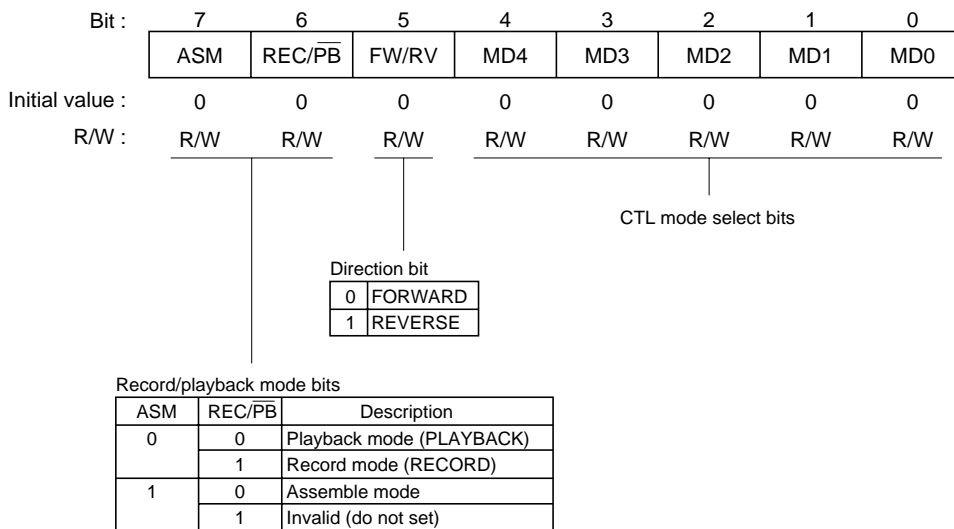 Bit : 7 6 5 4 3 2 1 0
ASM REC/P̅B̅ FW/RV MD4 MD3 MD2 MD1 MD0
Initial value : 0 0 0 0 0 0 0 0
R/W : R/W R/W R/W R/W R/W R/W R/W R/W
CTL mode select bits
Direction bit
0 FORWARD
1 REVERSE
Record/playback mode bits
ASM REC/P̅B̅ Description
0 0 Playback mode (PLAYBACK)
1 Record mode (RECORD)
1 0 Assemble mode
1 Invalid (do not set)